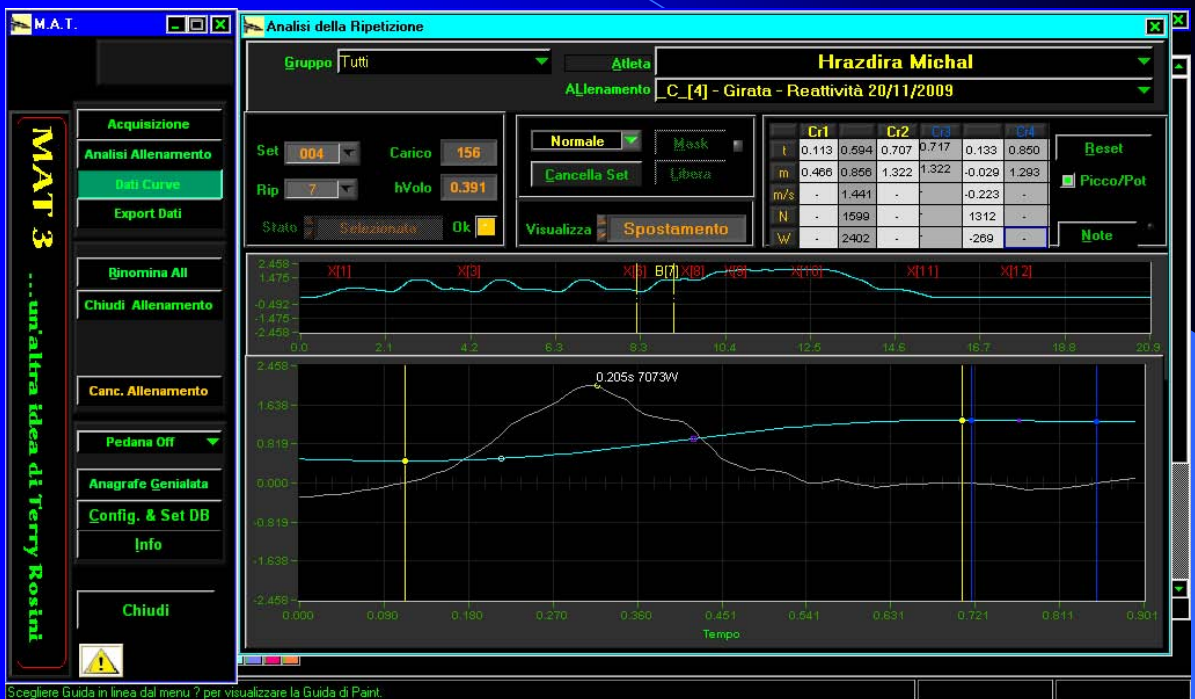 M.A.T.
Analisi della Ripetizione
Gruppo Tutti
Atleta Hrazdira Michal
ALlenamento _C_[4] - Girata - Reattività 20/11/2009
MAT 3 ...un'altra idea di Terry Rosini
Acquisizione
Analisi Allenamento
Dati Curve
Export Dati
Rinomina All
Chiudi Allenamento
Canc. Allenamento
Pedana Off
Anagrafe Genialata
Config. & Set DB
Info
Chiudi
Set 004 Carico 156
Rip 7 hVolo 0.391
Stato Selezionata Ok
Normale Mask
Cancella Set Libera
Visualizza Spostamento
Cr1 Cr2 Cr3 Cr4
t 0.113 0.594 0.707 0.717 0.133 0.850
m 0.466 0.856 1.322 1.322 -0.029 1.293
m/s - 1.441 - - -0.223 -
N - 1599 - - 1312 -
W - 2402 - - -269 -
Reset
Picco/Pot
Note
2.458
1.475
-0.492
-1.475
-2.458
X[1] X[3] X[6] B[7] X[8] X[9] X[10] X[11] X[12]
0.0 2.1 4.2 6.3 8.3 10.4 12.5 14.6 16.7 18.8 20.9
2.458
1.638
0.819
0.000
-0.819
-1.638
-2.458
0.205s 7073W
0.000 0.090 0.180 0.270 0.360 0.451 0.541 0.631 0.721 0.811 0.901
Tempo
Scegliere Guida in linea dal menu ? per visualizzare la Guida di Paint.